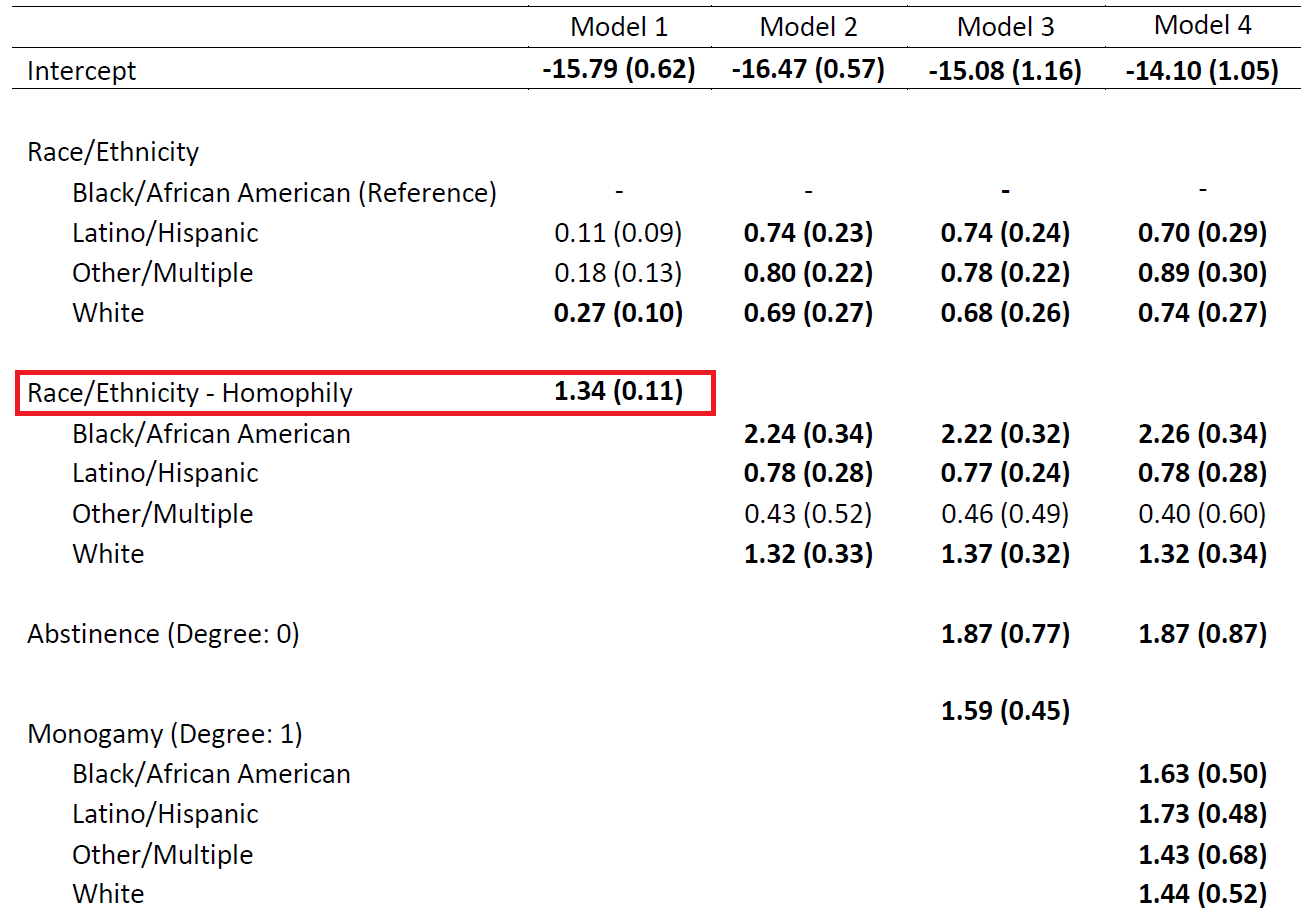 Model 1 Model 2 Model 3 Model 4
Intercept -15.79 (0.62) -16.47 (0.57) -15.08 (1.16) -14.10 (1.05)
Race/Ethnicity
Black/African American (Reference) - - - -
Latino/Hispanic 0.11 (0.09) 0.74 (0.23) 0.74 (0.24) 0.70 (0.29)
Other/Multiple 0.18 (0.13) 0.80 (0.22) 0.78 (0.22) 0.89 (0.30)
White 0.27 (0.10) 0.69 (0.27) 0.68 (0.26) 0.74 (0.27)
Race/Ethnicity - Homophily 1.34 (0.11)
Black/African American 2.24 (0.34) 2.22 (0.32) 2.26 (0.34)
Latino/Hispanic 0.78 (0.28) 0.77 (0.24) 0.78 (0.28)
Other/Multiple 0.43 (0.52) 0.46 (0.49) 0.40 (0.60)
White 1.32 (0.33) 1.37 (0.32) 1.32 (0.34)
Abstinence (Degree: 0) 1.87 (0.77) 1.87 (0.87)
1.59 (0.45)
Monogamy (Degree: 1)
Black/African American 1.63 (0.50)
Latino/Hispanic 1.73 (0.48)
Other/Multiple 1.43 (0.68)
White 1.44 (0.52)